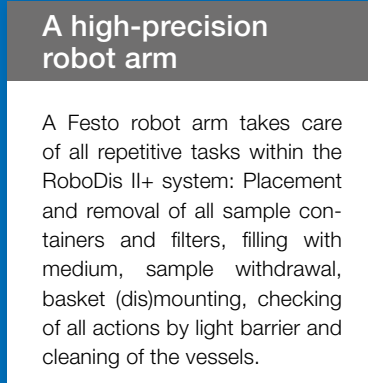 A high-precision
robot arm
A Festo robot arm takes care
of all repetitive tasks within the
RoboDis II+ system: Placement
and removal of all sample con-
tainers and filters, filling with
medium, sample withdrawal,
basket (dis)mounting, checking
of all actions by light barrier and
cleaning of the vessels.